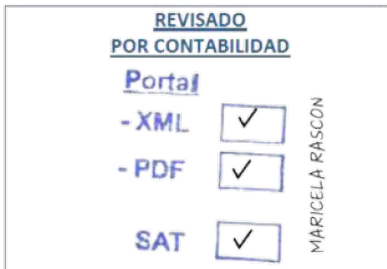 REVISADO
POR CONTABILIDAD
Portal
- XML ✓
- PDF ✓
SAT ✓
MARICELA RASCON